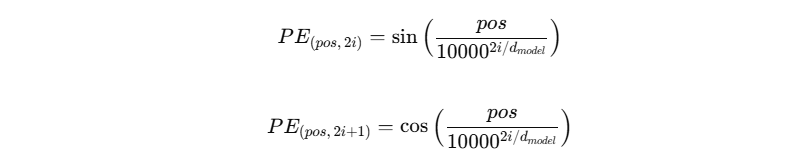 PE_{(pos, 2i)} = \sin\left(\frac{pos}{10000^{2i/d_{model}}}\right)
PE_{(pos, 2i+1)} = \cos\left(\frac{pos}{10000^{2i/d_{model}}}\right)